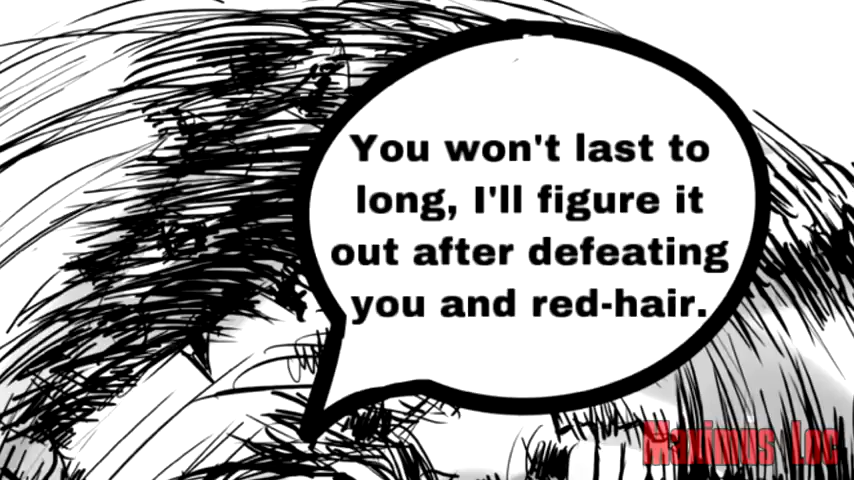 You won't last to
long, I'll figure it
out after defeating
you and red-hair.
Maximus Loc